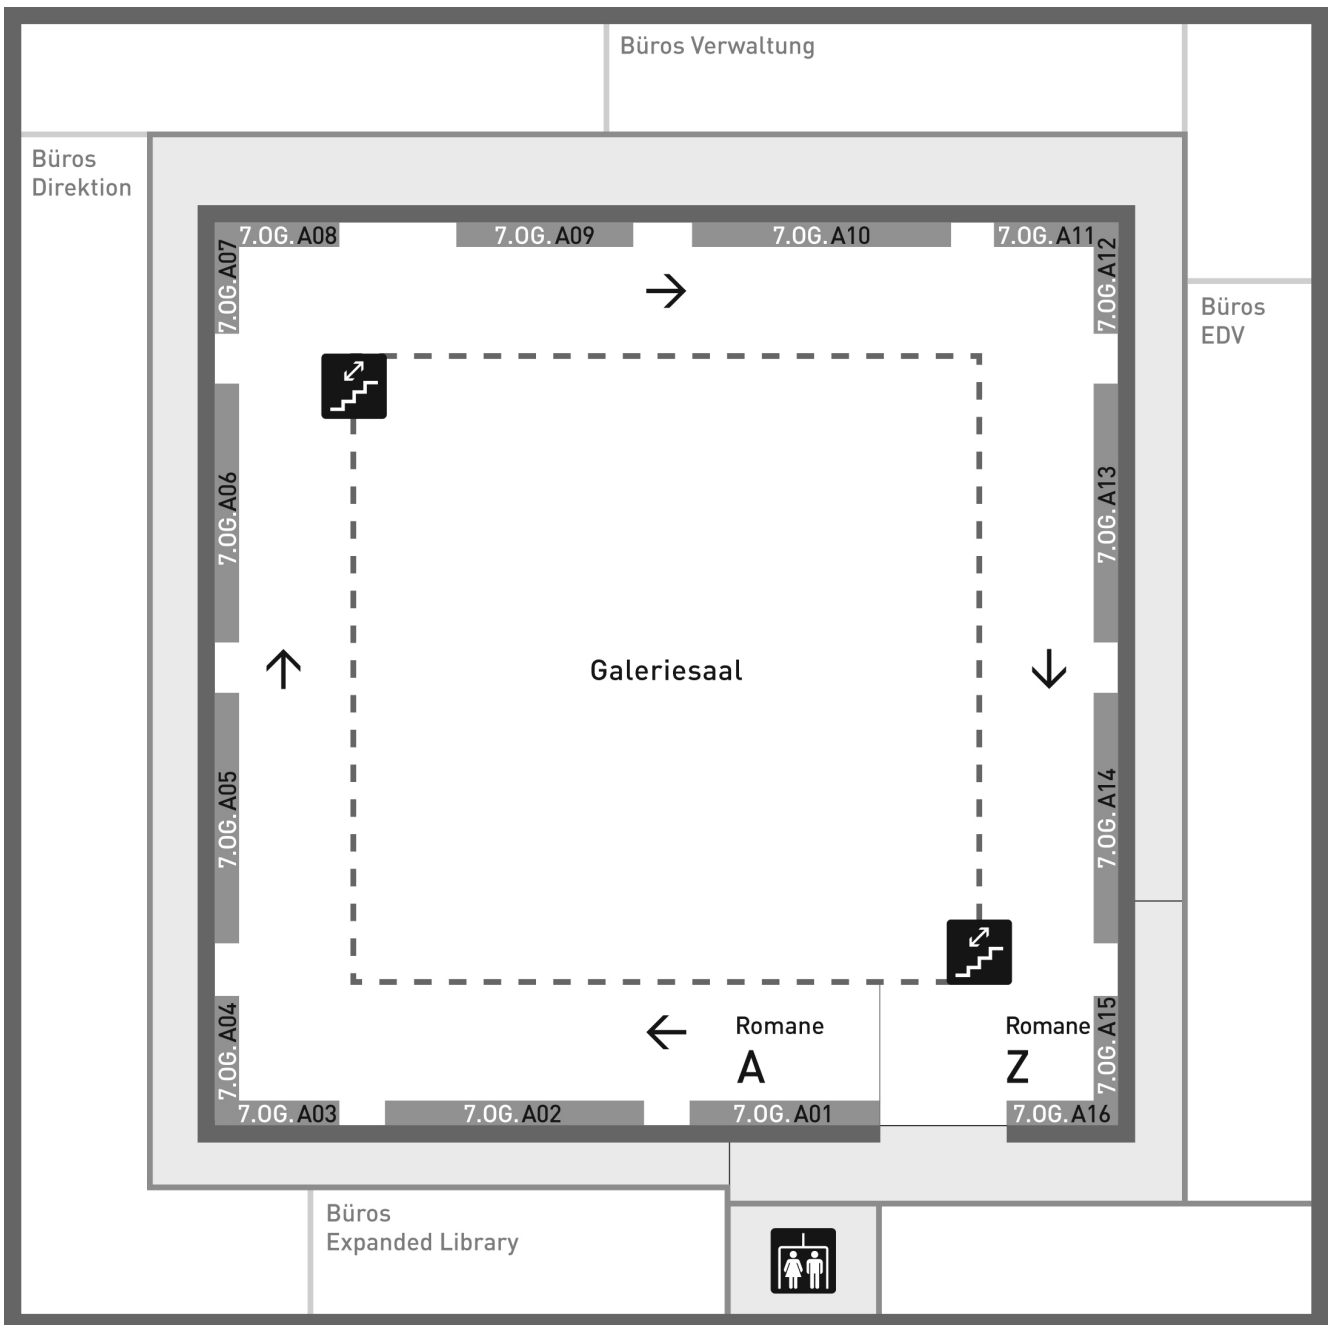 Büros Verwaltung
Büros
Direktion
7.OG.A08
7.OG.A09
7.OG.A10
7.OG.A11
7.OG.A07
7.OG.A12
Büros
EDV
7.OG.A06
7.OG.A13
Galeriesaal
7.OG.A05
7.OG.A14
Romane
A
Romane
Z
7.OG.A04
7.OG.A15
7.OG.A03
7.OG.A02
7.OG.A01
7.OG.A16
Büros
Expanded Library